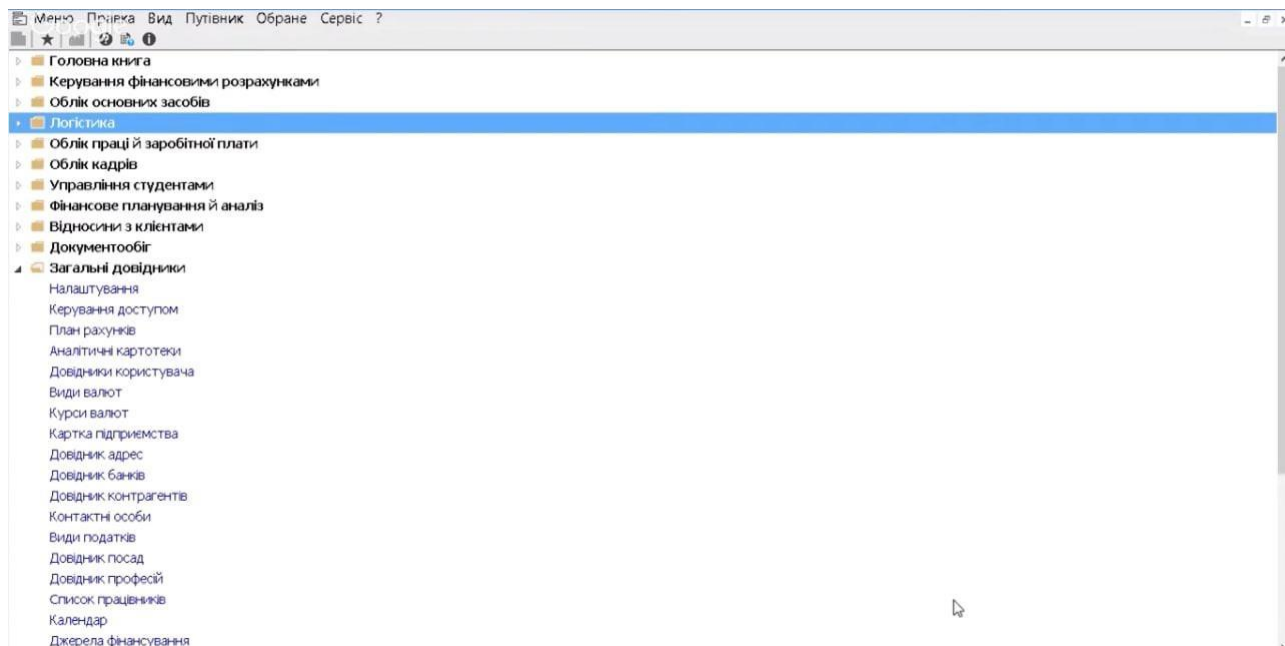 Меню Правка Вид Путівник Обране Сервіс ?
Головна книга
Керування фінансовими розрахунками
Облік основних засобів
Логістика
Облік праці й заробітної плати
Облік кадрів
Управління студентами
Фінансове планування й аналіз
Відносини з клієнтами
Документообіг
Загальні довідники
Налаштування
Керування доступом
План рахунків
Аналітичні картотеки
Довідники користувача
Види валют
Курси валют
Картка підприємства
Довідник адрес
Довідник банків
Довідник контрагентів
Контактні особи
Види податків
Довідник посад
Довідник професій
Список працівників
Календар
Джерела фінансування